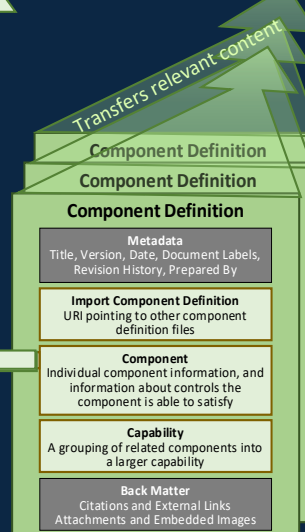 Transfers relevant content
Component Definition
Component Definition
Component Definition
Metadata
Title, Version, Date, Document Labels,
Revision History, Prepared By
Import Component Definition
URI pointing to other component
definition files
Component
Individual component information, and
information about controls the
component is able to satisfy
Capability
A grouping of related components into
a larger capability
Back Matter
Citations and External Links
Attachments and Embedded Images